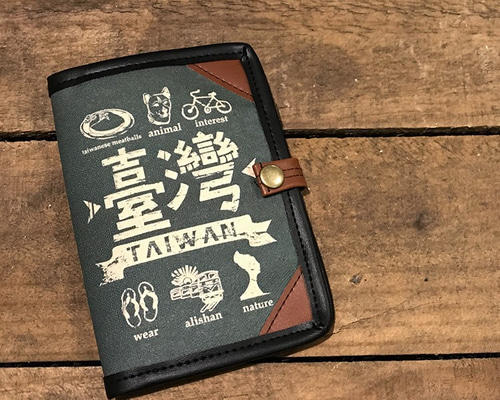 taiwanese meatballs
animal
interest
臺灣
TAIWAN
wear
alishan
nature